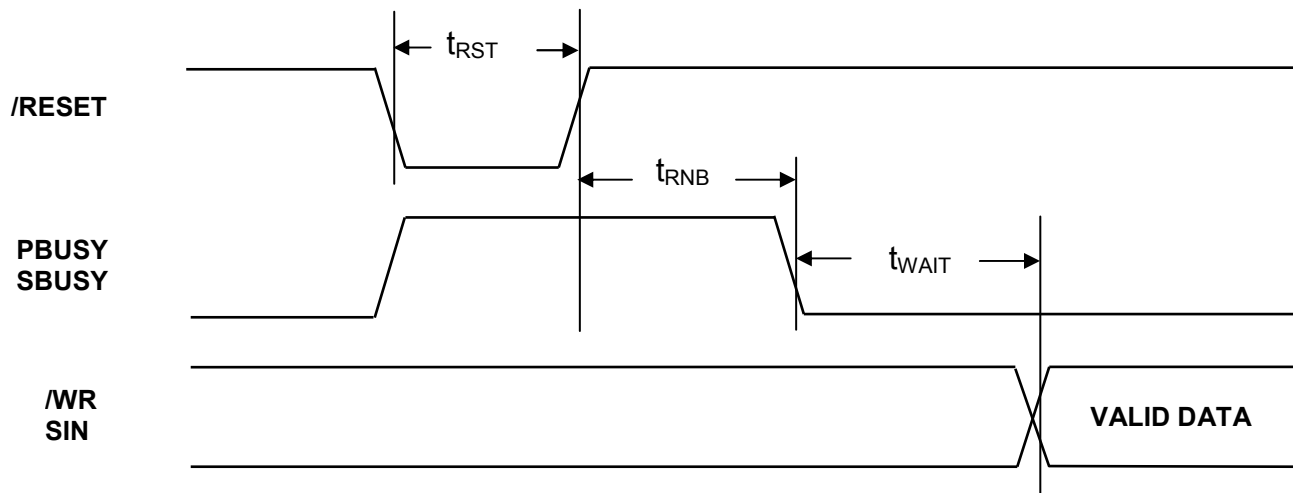 tRST
/RESET
tRNB
PBUSY
SBUSY
tWAIT
/WR
SIN
VALID DATA